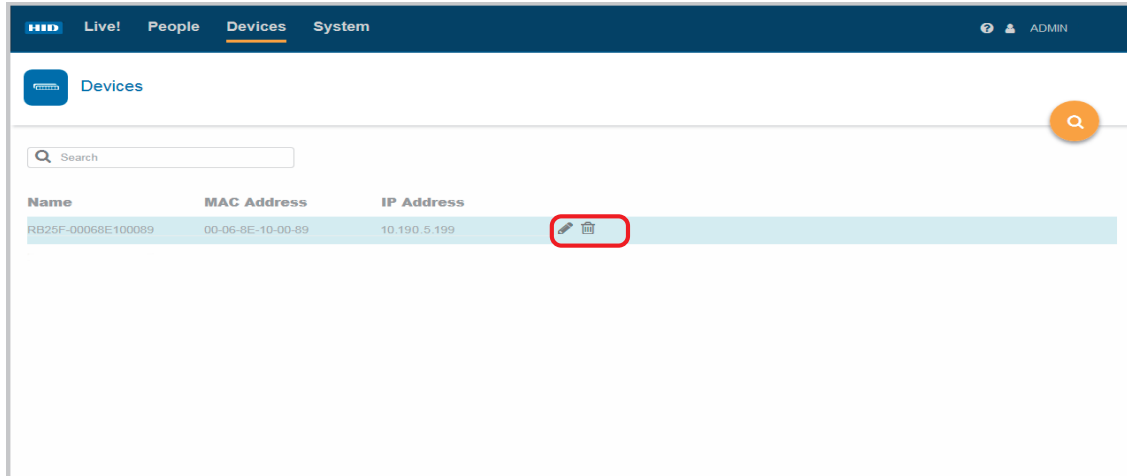 HID Live! People Devices System ADMIN
Devices
Search
Name MAC Address IP Address
RB25F-00068E100089 00-06-8E-10-00-89 10.190.5.199